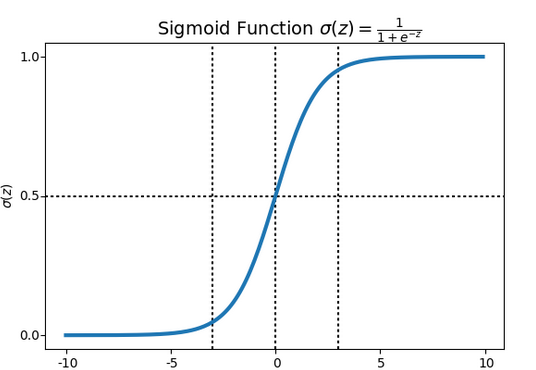 Sigmoid Function σ(z) = 1/(1+e^{-z})
1.0
0.5
0.0
σ(z)
-10 -5 0 5 10